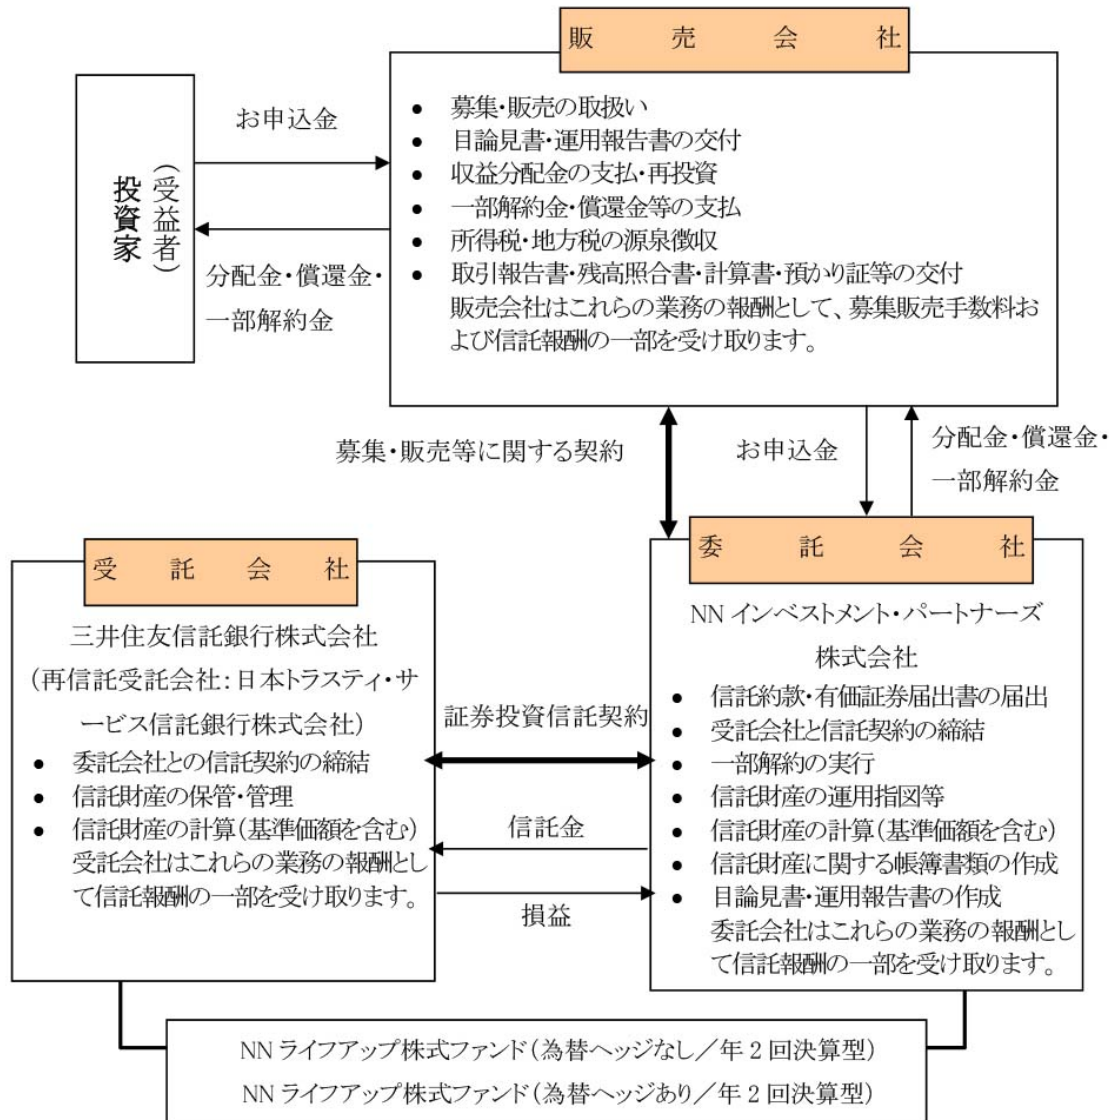 販売会社
お申込金
投資家
（受益者）
分配金・償還金・
一部解約金
● 募集・販売の取扱い
● 目論見書・運用報告書の交付
● 収益分配金の支払・再投資
● 一部解約金・償還金等の支払
● 所得税・地方税の源泉徴収
● 取引報告書・残高照合書・計算書・預かり証等の交付
販売会社はこれらの業務の報酬として、募集販売手数料お
よび信託報酬の一部を受け取ります。
募集・販売等に関する契約
お申込金
分配金・償還金・
一部解約金
受託会社
三井住友信託銀行株式会社
（再信託受託会社：日本トラスティ・サ
ービス信託銀行株式会社）
● 委託会社との信託契約の締結
● 信託財産の保管・管理
● 信託財産の計算（基準価額を含む）
受託会社はこれらの業務の報酬とし
て信託報酬の一部を受け取ります。
証券投資信託契約
信託金
損益
委託会社
NN インベストメント・パートナーズ
株式会社
● 信託約款・有価証券届出書の届出
● 受託会社と信託契約の締結
● 一部解約の実行
● 信託財産の運用指図等
● 信託財産の計算（基準価額を含む）
● 信託財産に関する帳簿書類の作成
● 目論見書・運用報告書の作成
委託会社はこれらの業務の報酬とし
て信託報酬の一部を受け取ります。
NN ライフアップ株式ファンド（為替ヘッジなし／年 2 回決算型）
NN ライフアップ株式ファンド（為替ヘッジあり／年 2 回決算型）